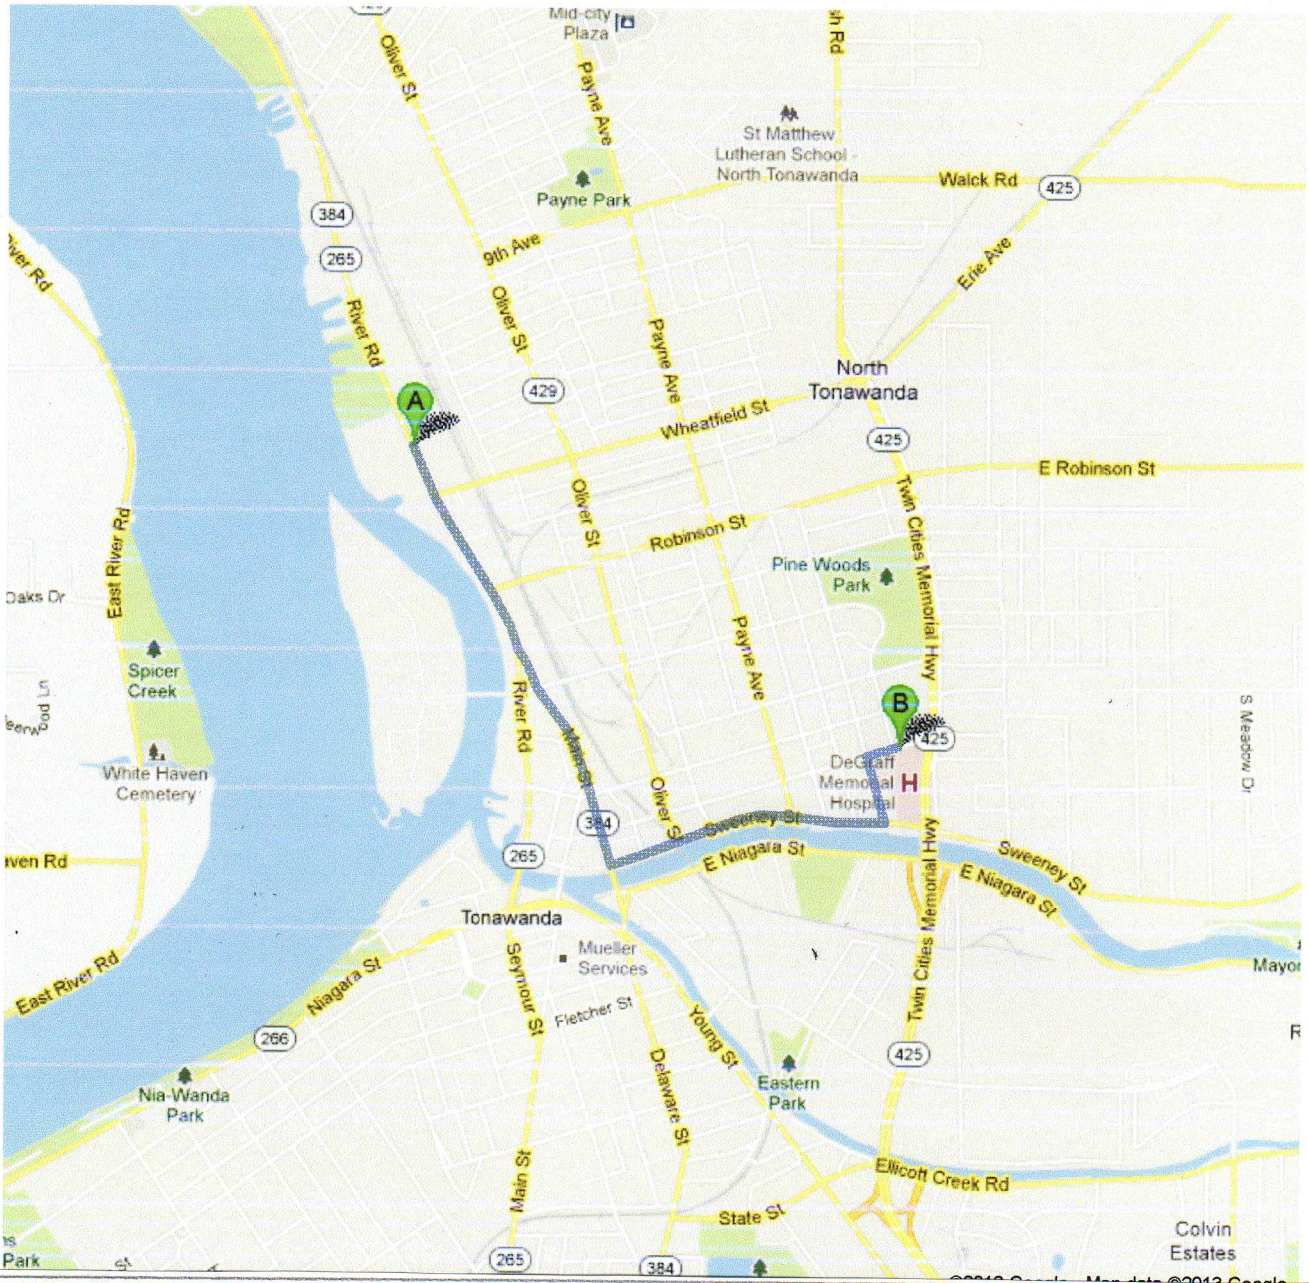 Mid-city
Plaza
Oliver St
Payne Ave
St Matthew
Lutheran School -
North Tonawanda
Walck Rd
425
Payne Park
384
9th Ave
265
River Rd
Erie Ave
River Rd
Oliver St
Payne Ave
North
Tonawanda
A
429
Wheatfield St
425
E Robinson St
Oliver St
Robinson St
Twin Cities Memorial Hwy
East River Rd
Pine Woods
Park
Oaks Dr
Payne Ave
Spicer
Creek
River Rd
B
S Meadow Dr
Main St
425
White Haven
Cemetery
DeGraff
Memorial
Hospital
H
Oliver St
384
Sweeney St
265
E Niagara St
Sweeney St
aven Rd
E Niagara St
Twin Cities Memorial Hwy
Tonawanda
Mueller
Services
East River Rd
Niagara St
Seymour St
Fletcher St
Young St
266
425
Nia-Wanda
Park
Delaware St
Eastern
Park
Main St
Ellicott Creek Rd
State St
Colvin
Estates
Park
265
384